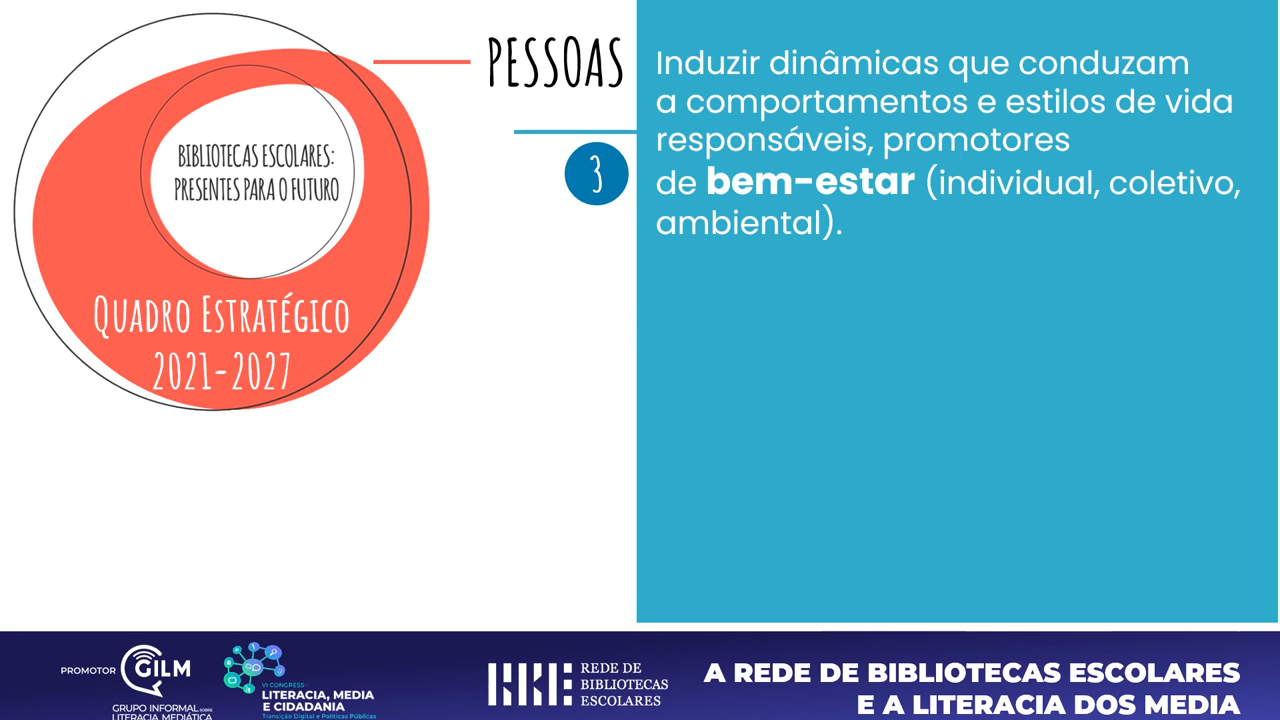 BIBLIOTECAS ESCOLARES:
PRESENTES PARA O FUTURO
QUADRO ESTRATÉGICO
2021-2027
PESSOAS
3
Induzir dinâmicas que conduzam
a comportamentos e estilos de vida
responsáveis, promotores
de bem-estar (individual, coletivo,
ambiental).
PROMOTOR
GILM
GRUPO INFORMAL SOBRE
LITERACIA MEDIÁTICA
VI CONGRESSO
LITERACIA, MEDIA
E CIDADANIA
Transição Digital e Políticas Públicas
REDE DE
BIBLIOTECAS
ESCOLARES
A REDE DE BIBLIOTECAS ESCOLARES
E A LITERACIA DOS MEDIA